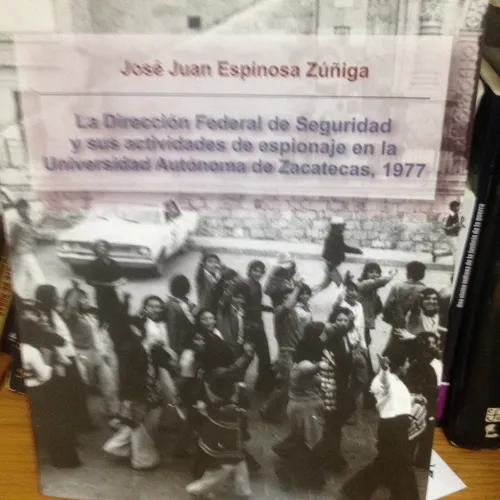 José Juan Espinosa Zúñiga
La Dirección Federal de Seguridad
y sus actividades de espionaje en la
Universidad Autónoma de Zacatecas, 1977